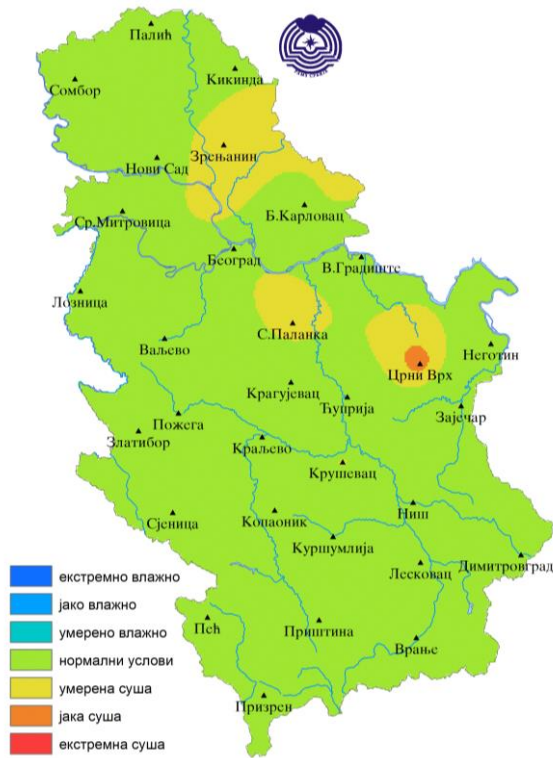 Палић
Кикинда
Сомбор
Зрењанин
Нови Сад
Б.Карловац
Ср.Митровица
Београд
В.Градиште
Лозница
С.Паланка
Ваљево
Неготин
Црни Врх
Крагујевац
Ћуприја
Зајечар
Пожега
Златибор
Краљево
Крушевац
Ниш
Сјеница
Копаоник
Куршумлија
Димитровград
Лесковац
Пећ
Приштина
Врање
Призрен
екстремно влажно
јако влажно
умерено влажно
нормални услови
умерена суша
јака суша
екстремна суша